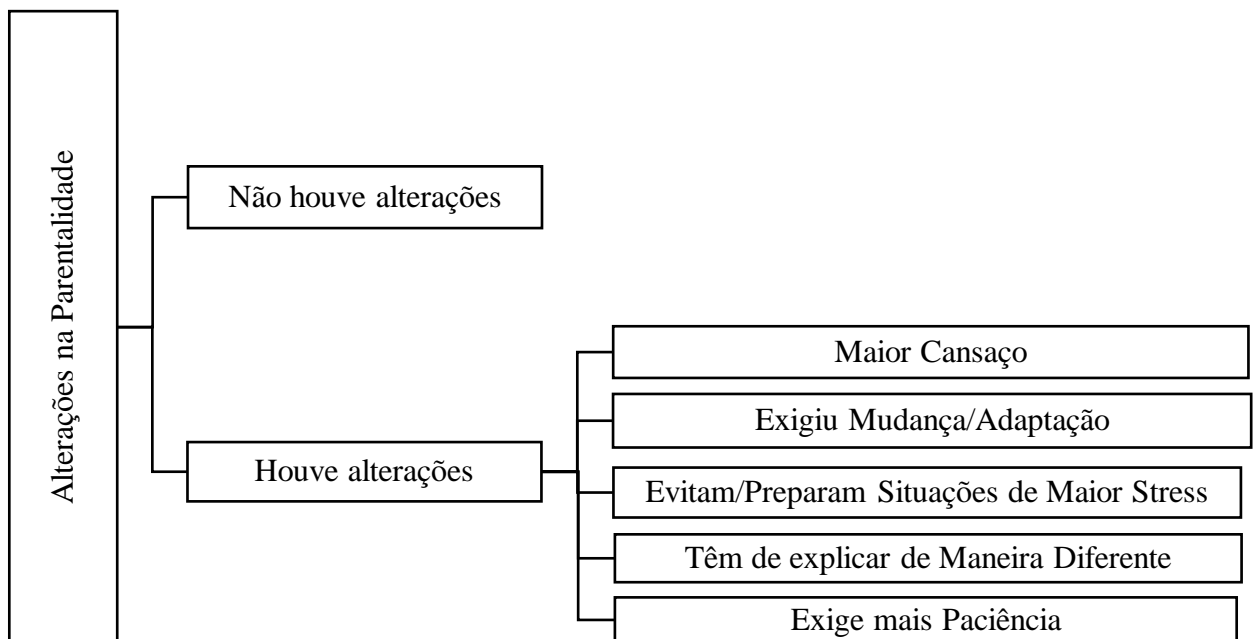 Alterações na Parentalidade
Não houve alterações
Houve alterações
Maior Cansaço
Exigiu Mudança/Adaptação
Evitam/Preparam Situações de Maior Stress
Têm de explicar de Maneira Diferente
Exige mais Paciência